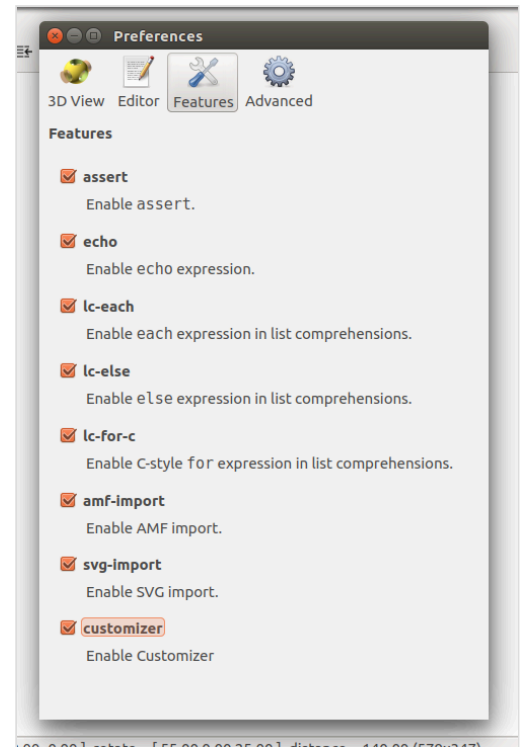 Preferences
3D View Editor Features Advanced
Features
assert
Enable assert.
echo
Enable echo expression.
lc-each
Enable each expression in list comprehensions.
lc-else
Enable else expression in list comprehensions.
lc-for-c
Enable C-style for expression in list comprehensions.
amf-import
Enable AMF import.
svg-import
Enable SVG import.
customizer
Enable Customizer